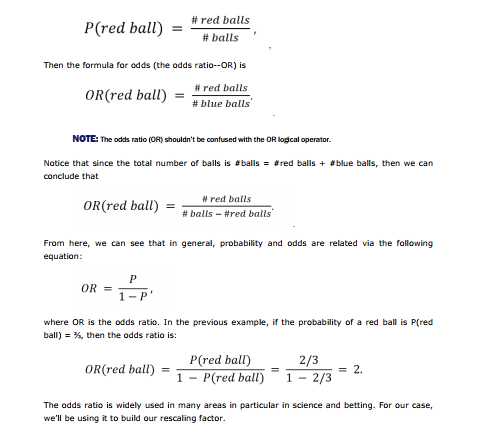 P(red ball) = # red balls / # balls ,
Then the formula for odds (the odds ratio--OR) is
OR(red ball) = # red balls / # blue balls .
NOTE: The odds ratio (OR) shouldn't be confused with the OR logical operator.
Notice that since the total number of balls is #balls = #red balls + #blue balls, then we can
conclude that
OR(red ball) = # red balls / # balls − #red balls .
From here, we can see that in general, probability and odds are related via the following
equation:
OR = P / 1 − P ,
where OR is the odds ratio. In the previous example, if the probability of a red ball is P(red
ball) = ⅔, then the odds ratio is:
OR(red ball) = P(red ball) / 1 − P(red ball) = 2/3 / 1 − 2/3 = 2.
The odds ratio is widely used in many areas in particular in science and betting. For our case,
we'll be using it to build our rescaling factor.